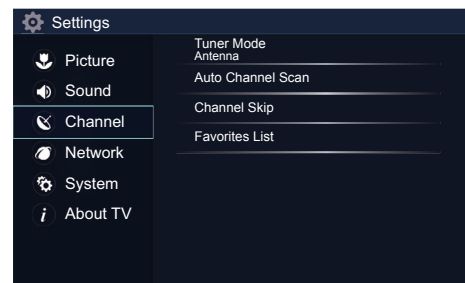 Settings
Picture
Sound
Channel
Network
System
About TV
Tuner Mode
Antenna
Auto Channel Scan
Channel Skip
Favorites List